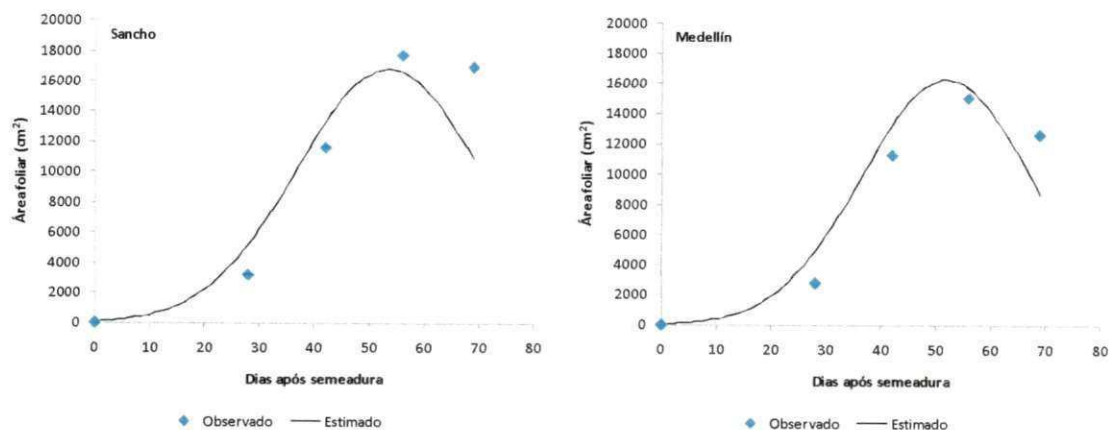 Sancho
20000
18000
16000
14000
12000
10000
8000
6000
4000
2000
0
Áreafoliar (cm²)
0 10 20 30 40 50 60 70 80
Dias após semeadura
Observado Estimado
Medellín
20000
18000
16000
14000
12000
10000
8000
6000
4000
2000
0
Áreafoliar (cm²)
0 10 20 30 40 50 60 70 80
Dias após semeadura
Observado Estimado